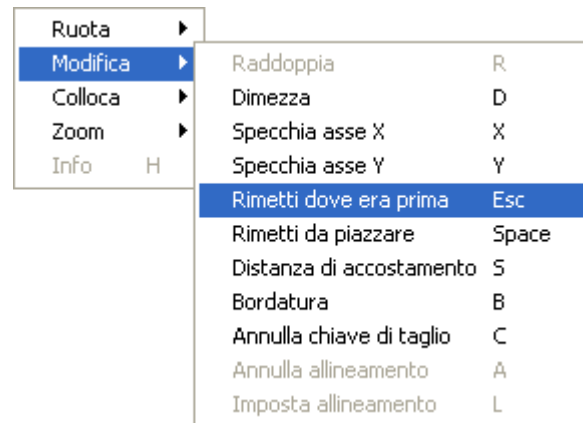 Ruota
Modifica
Colloca
Zoom
Info H
Raddoppia R
Dimezza D
Specchia asse X X
Specchia asse Y Y
Rimetti dove era prima Esc
Rimetti da piazzare Space
Distanza di accostamento S
Bordatura B
Annulla chiave di taglio C
Annulla allineamento A
Imposta allineamento L